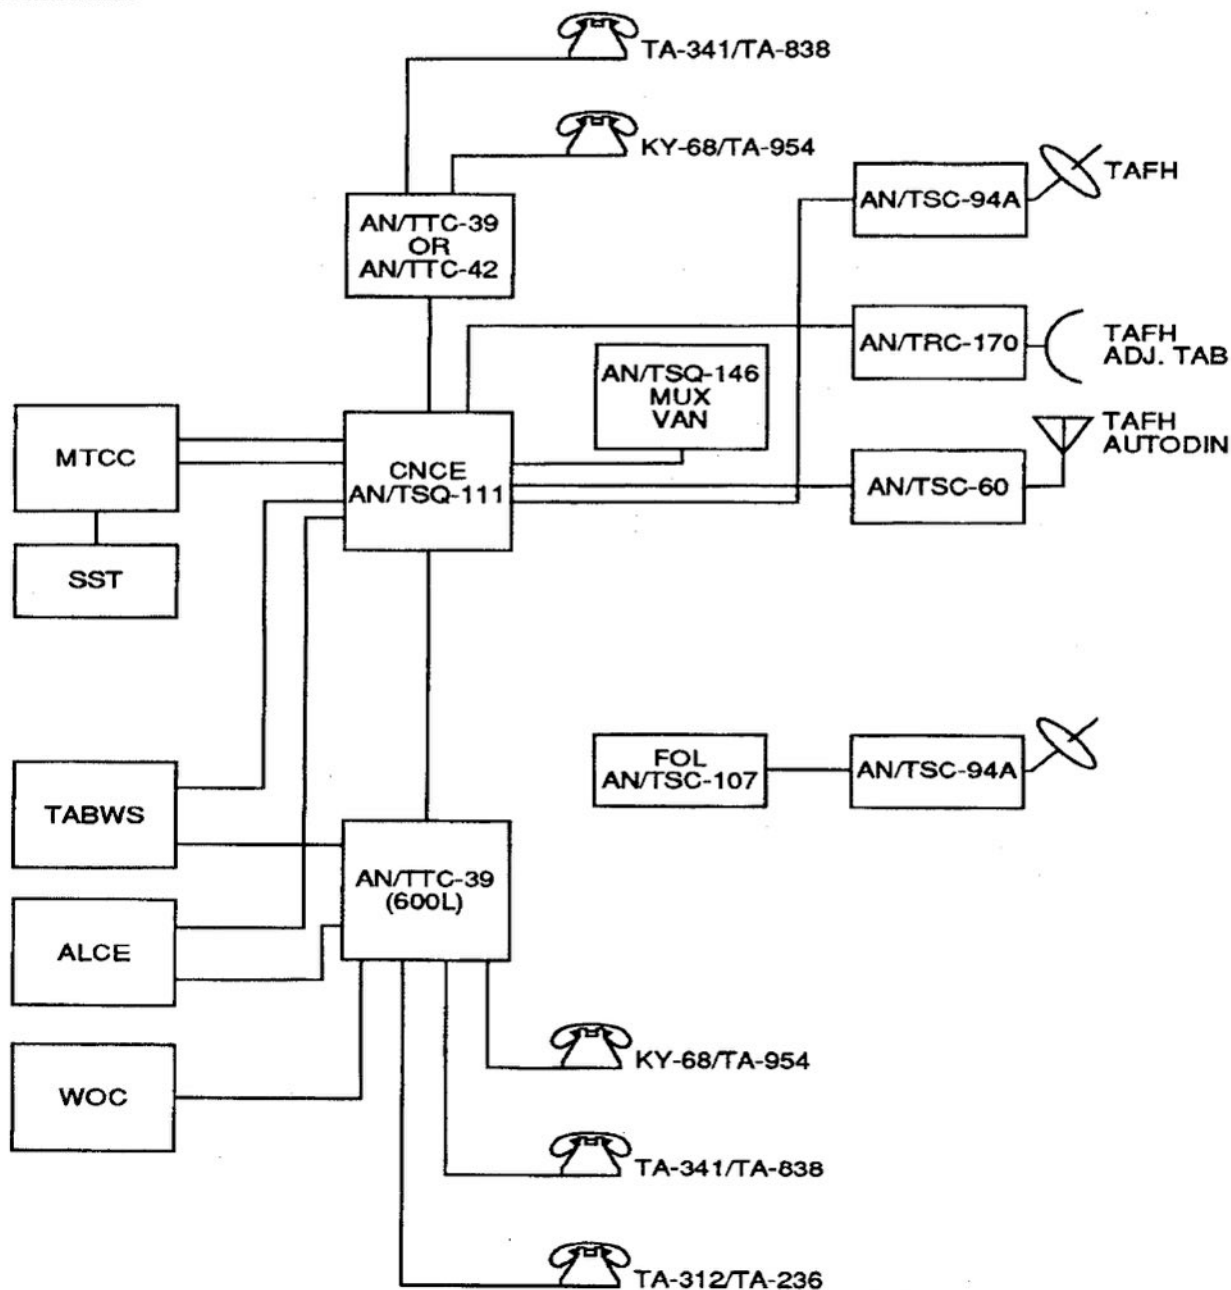 TA-341/TA-838
KY-68/TA-954
AN/TTC-39
OR
AN/TTC-42
AN/TSC-94A
TAFH
AN/TRC-170
TAFH
ADJ. TAB
AN/TSQ-146
MUX
VAN
MTCC
CNCE
AN/TSQ-111
AN/TSC-60
TAFH
AUTODIN
SST
FOL
AN/TSC-107
AN/TSC-94A
TABWS
AN/TTC-39
(600L)
ALCE
WOC
KY-68/TA-954
TA-341/TA-838
TA-312/TA-236